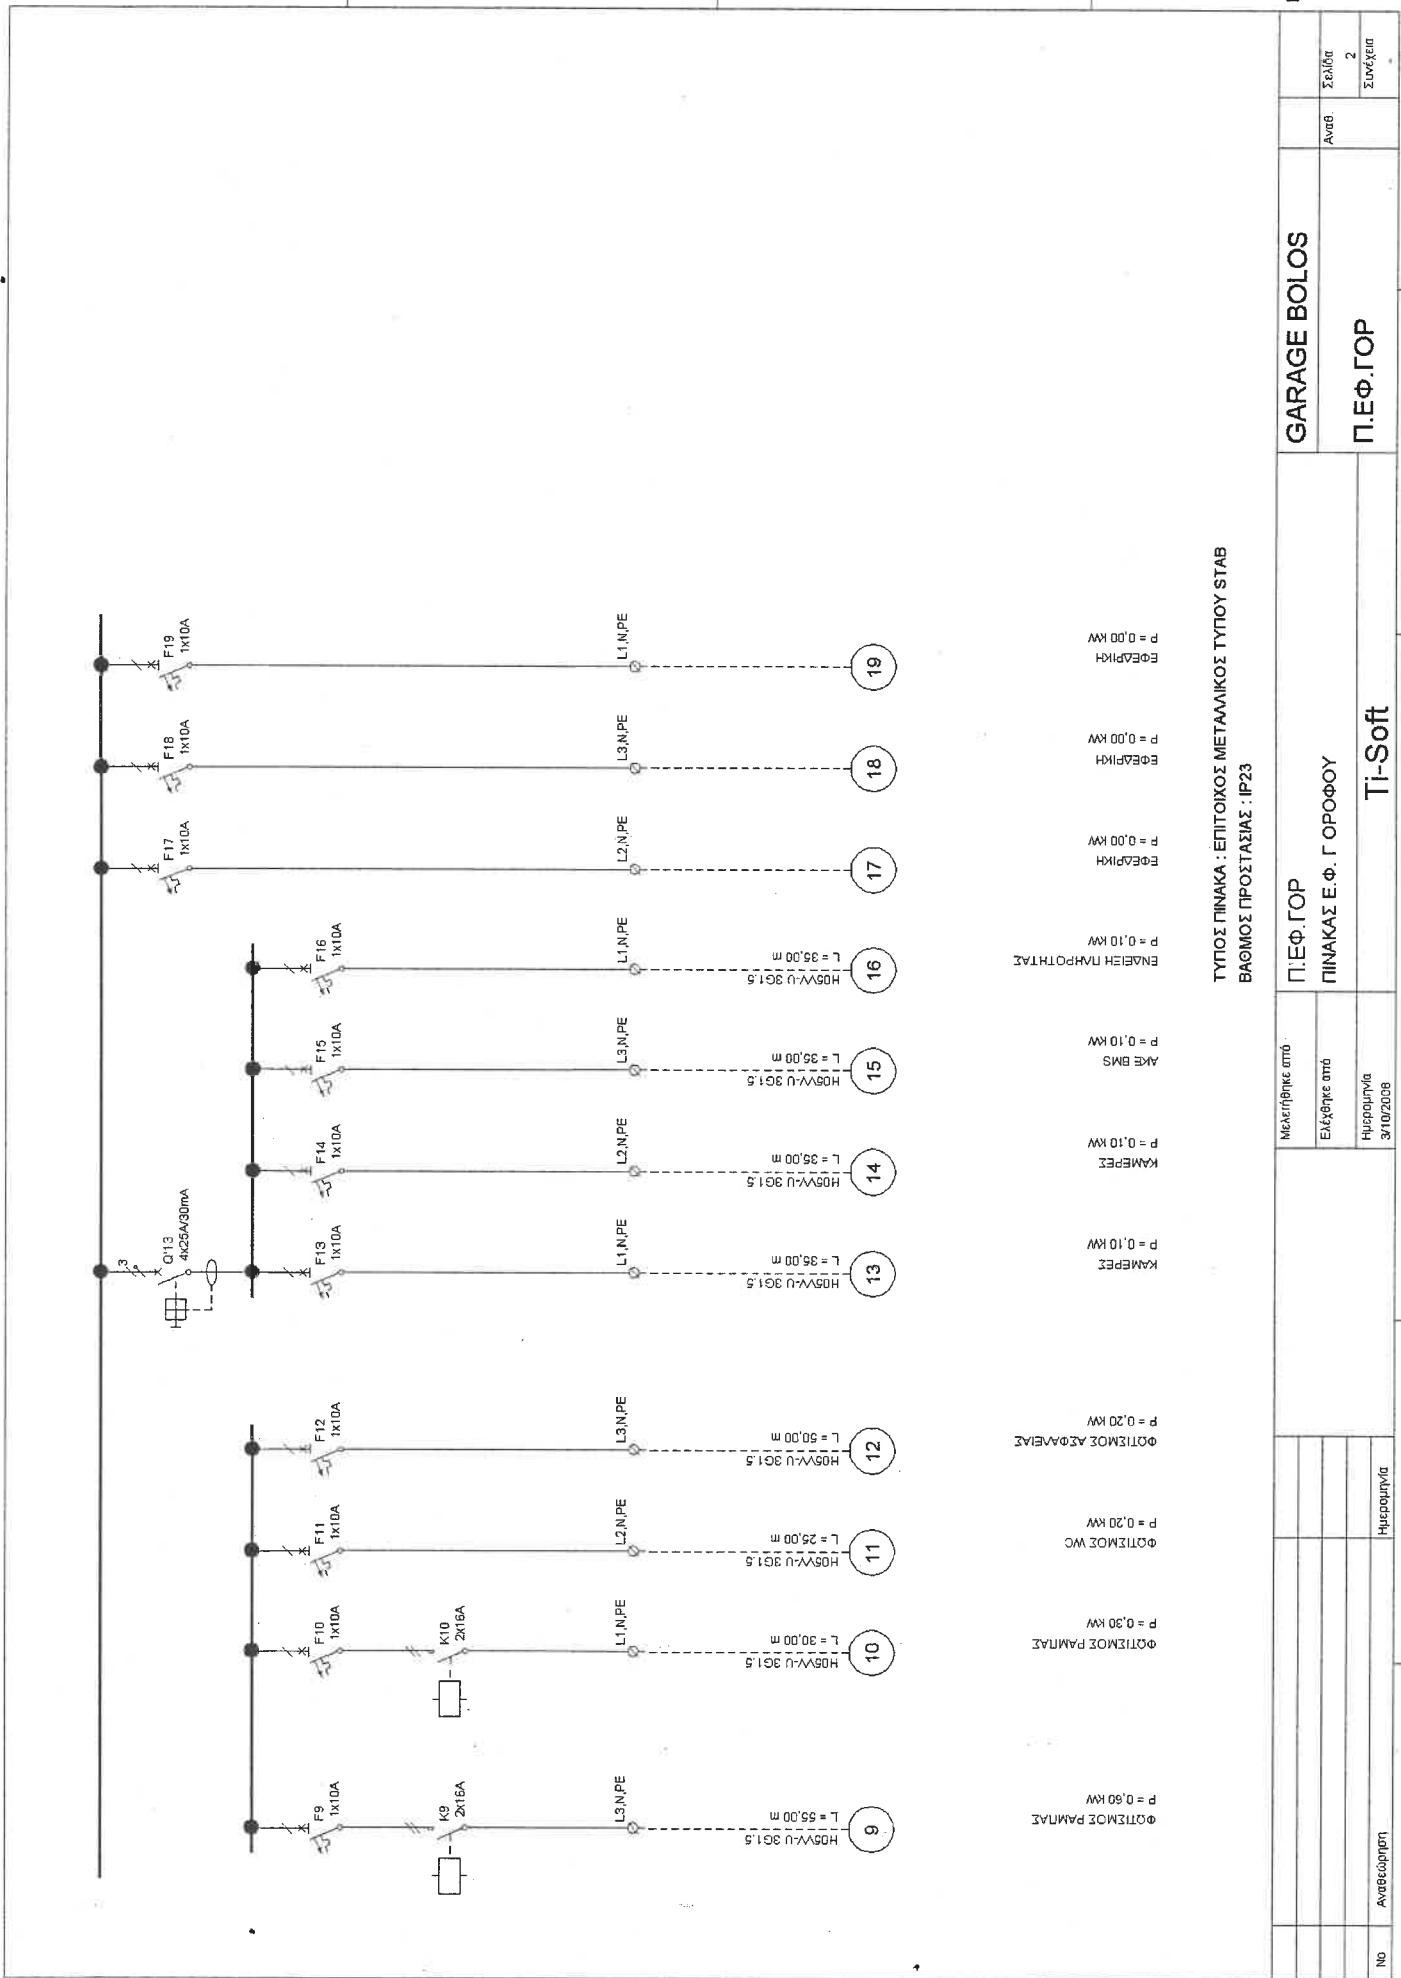 F9
1x10A
K9
2x16A
L3,N,PE
H05VV-U 3G1.5
L = 55,00 m
9
ΦΩΤΙΣΜΟΣ ΡΑΜΠΑΣ
P = 0,60 KW
F10
1x10A
K10
2x16A
L1,N,PE
H05VV-U 3G1.5
L = 30,00 m
10
ΦΩΤΙΣΜΟΣ ΡΑΜΠΑΣ
P = 0,30 KW
F11
1x10A
L2,N,PE
H05VV-U 3G1.5
L = 25,00 m
11
ΦΩΤΙΣΜΟΣ WC
P = 0,20 KW
F12
1x10A
L3,N,PE
H05VV-U 3G1.5
L = 50,00 m
12
ΦΩΤΙΣΜΟΣ ΑΣΦΑΛΕΙΑΣ
P = 0,20 KW
3
Q'13
4x25A/30mA
F13
1x10A
L1,N,PE
H05VV-U 3G1.5
L = 35,00 m
13
ΚΑΜΕΡΕΣ
P = 0,10 KW
F14
1x10A
L2,N,PE
H05VV-U 3G1.5
L = 35,00 m
14
ΚΑΜΕΡΕΣ
P = 0,10 KW
F15
1x10A
L3,N,PE
H05VV-U 3G1.5
L = 35,00 m
15
ΑΚΕ BMS
P = 0,10 KW
F16
1x10A
L1,N,PE
H05VV-U 3G1.5
L = 35,00 m
16
ΕΝΔΕΙΞΗ ΠΛΗΡΟΤΗΤΑΣ
P = 0,10 KW
F17
1x10A
L2,N,PE
17
ΕΦΕΔΡΙΚΗ
P = 0,00 KW
F18
1x10A
L3,N,PE
18
ΕΦΕΔΡΙΚΗ
P = 0,00 KW
F19
1x10A
L1,N,PE
19
ΕΦΕΔΡΙΚΗ
P = 0,00 KW
ΤΥΠΟΣ ΠΙΝΑΚΑ : ΕΠΙΤΟΙΧΟΣ ΜΕΤΑΛΛΙΚΟΣ ΤΥΠΟΥ STAB
ΒΑΘΜΟΣ ΠΡΟΣΤΑΣΙΑΣ : IP23
No
Αναθεώρηση
Ημερομηνία
Μελετήθηκε από
Ελέχθηκε από
Ημερομηνία
3/10/2008
Π.ΕΦ.ΓΟΡ
ΠΙΝΑΚΑΣ Ε.Φ. Γ ΟΡΟΦΟΥ
Ti-Soft
GARAGE BOLOS
Π.ΕΦ.ΓΟΡ
Αναθ.
Σελίδα
2
Συνέχεια